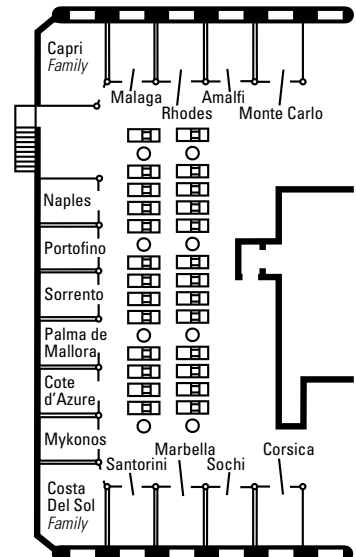 Capri
Family
Malaga
Rhodes
Amalfi
Monte Carlo
Naples
Portofino
Sorrento
Palma de
Mallora
Cote
d'Azure
Mykonos
Costa
Del Sol
Family
Santorini
Marbella
Sochi
Corsica